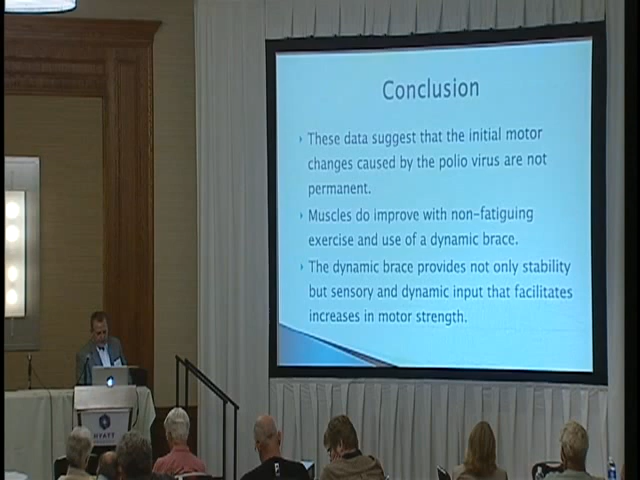 Conclusion
These data suggest that the initial motor
changes caused by the polio virus are not
permanent.
Muscles do improve with non-fatiguing
exercise and use of a dynamic brace.
The dynamic brace provides not only stability
but sensory and dynamic input that facilitates
increases in motor strength.
HYATT